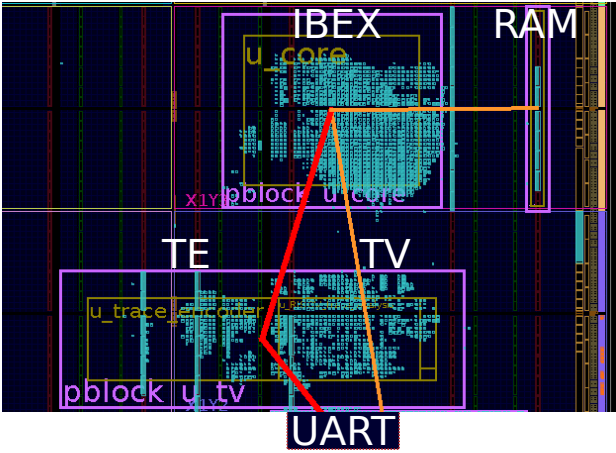 IBEX RAM
u_core
X1Y3 pblock_u_core
TE TV
u_trace_encoder
pblock_u_tv
X1Y2
UART